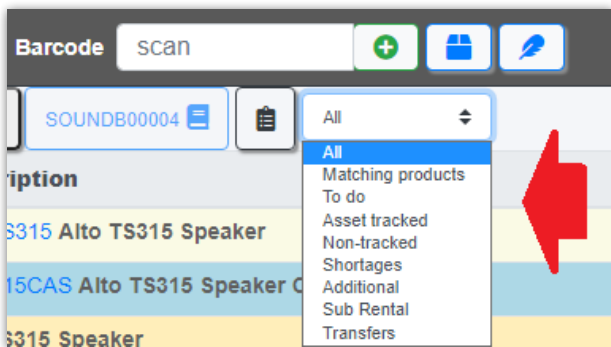 Barcode scan
SOUNDB00004 All
All
Matching products
To do
Asset tracked
Non-tracked
Shortages
Additional
Sub Rental
Transfers
iption
S315 Alto TS315 Speaker
15CAS Alto TS315 Speaker C
S315 Speaker